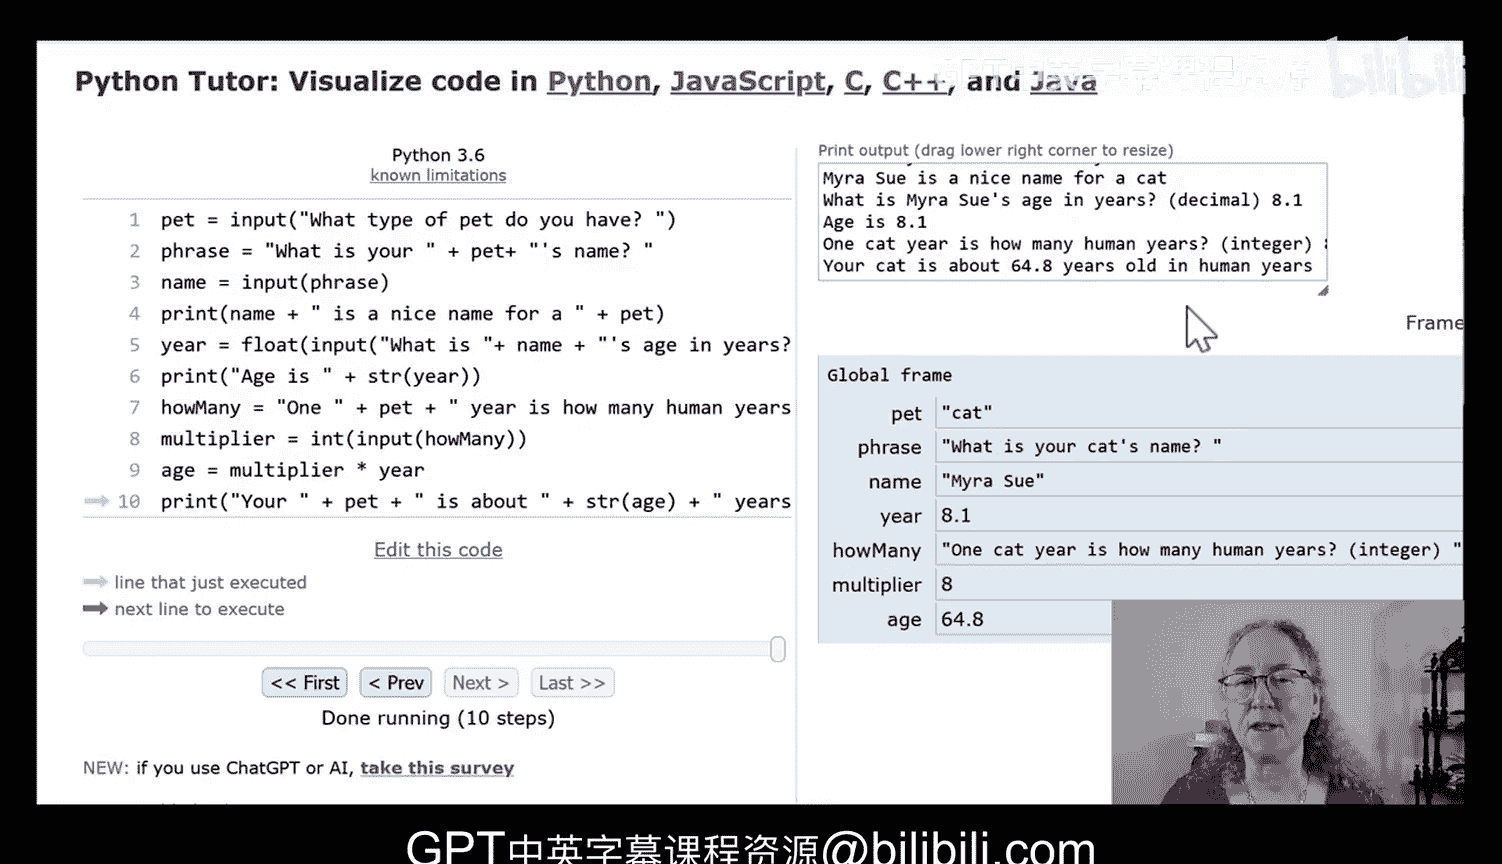 Python Tutor: Visualize code in Python, JavaScript, C, C++, and Java
bilibili
Python 3.6
known limitations
1 pet = input("What type of pet do you have? ")
2 phrase = "What is your " + pet+ "'s name? "
3 name = input(phrase)
4 print(name + " is a nice name for a " + pet)
5 year = float(input("What is "+ name + "'s age in years?
6 print("Age is " + str(year))
7 howMany = "One " + pet + " year is how many human years
8 multiplier = int(input(howMany))
9 age = multiplier * year
10 print("Your " + pet + " is about " + str(age) + " years
Edit this code
line that just executed
next line to execute
<< First
< Prev
Next >
Last >>
Done running (10 steps)
NEW: if you use ChatGPT or AI, take this survey
Print output (drag lower right corner to resize)
Myra Sue is a nice name for a cat
What is Myra Sue's age in years? (decimal) 8.1
Age is 8.1
One cat year is how many human years? (integer)
Your cat is about 64.8 years old in human years
Frame
Global frame
pet "cat"
phrase "What is your cat's name? "
name "Myra Sue"
year 8.1
howMany "One cat year is how many human years? (integer) "
multiplier 8
age 64.8
GPT中英字幕课程资源@bilibili.com